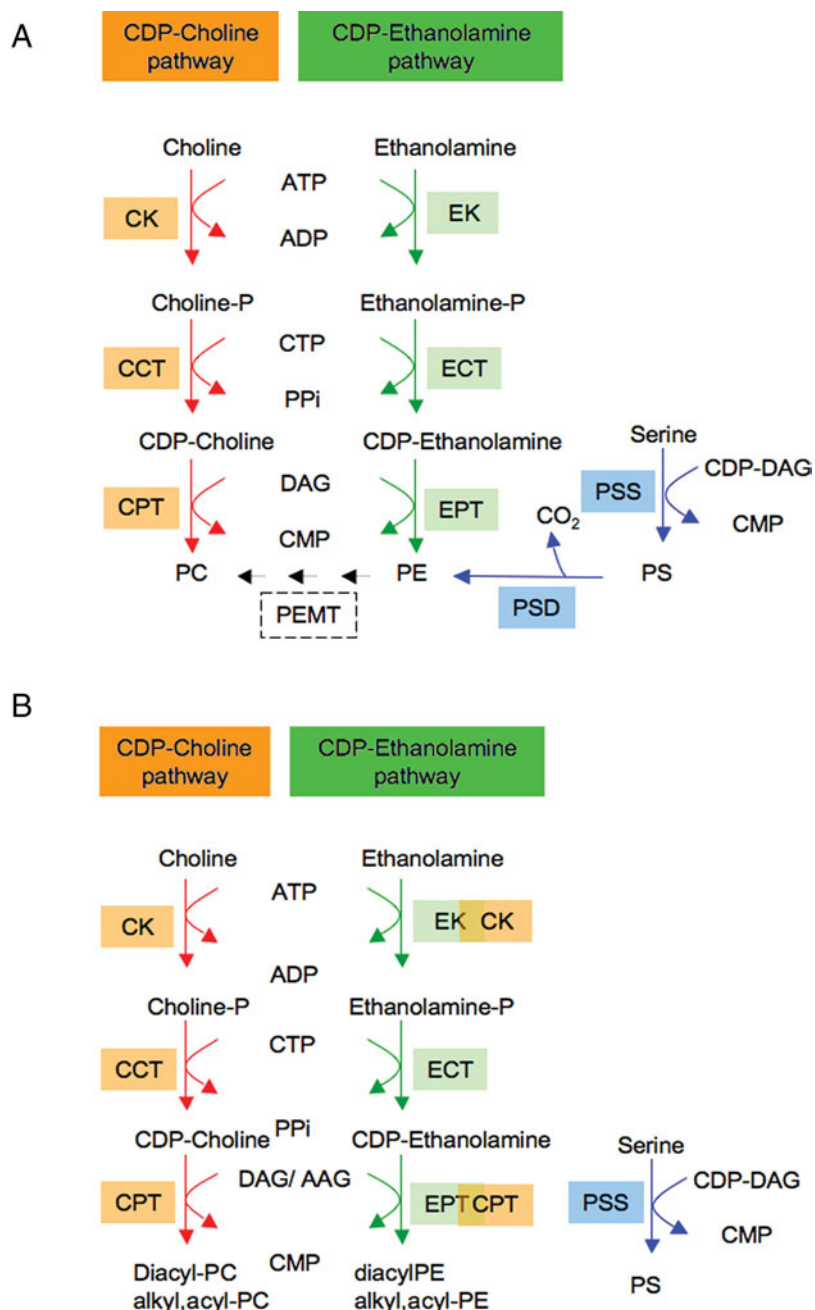 A
CDP-Choline
pathway
CDP-Ethanolamine
pathway
Choline
Ethanolamine
ATP
CK
EK
ADP
Choline-P
Ethanolamine-P
CTP
CCT
ECT
PPi
CDP-Choline
CDP-Ethanolamine
Serine
CDP-DAG
DAG
PSS
CPT
EPT
CO2
CMP
CMP
PC
PE
PS
PEMT
PSD
B
CDP-Choline
pathway
CDP-Ethanolamine
pathway
Choline
Ethanolamine
ATP
CK
EK CK
ADP
Choline-P
Ethanolamine-P
CTP
CCT
ECT
PPi
CDP-Choline
CDP-Ethanolamine
Serine
DAG/ AAG
CDP-DAG
CPT
EPT CPT
PSS
CMP
CMP
Diacyl-PC
alkyl,acyl-PC
diacylPE
alkyl,acyl-PE
PS